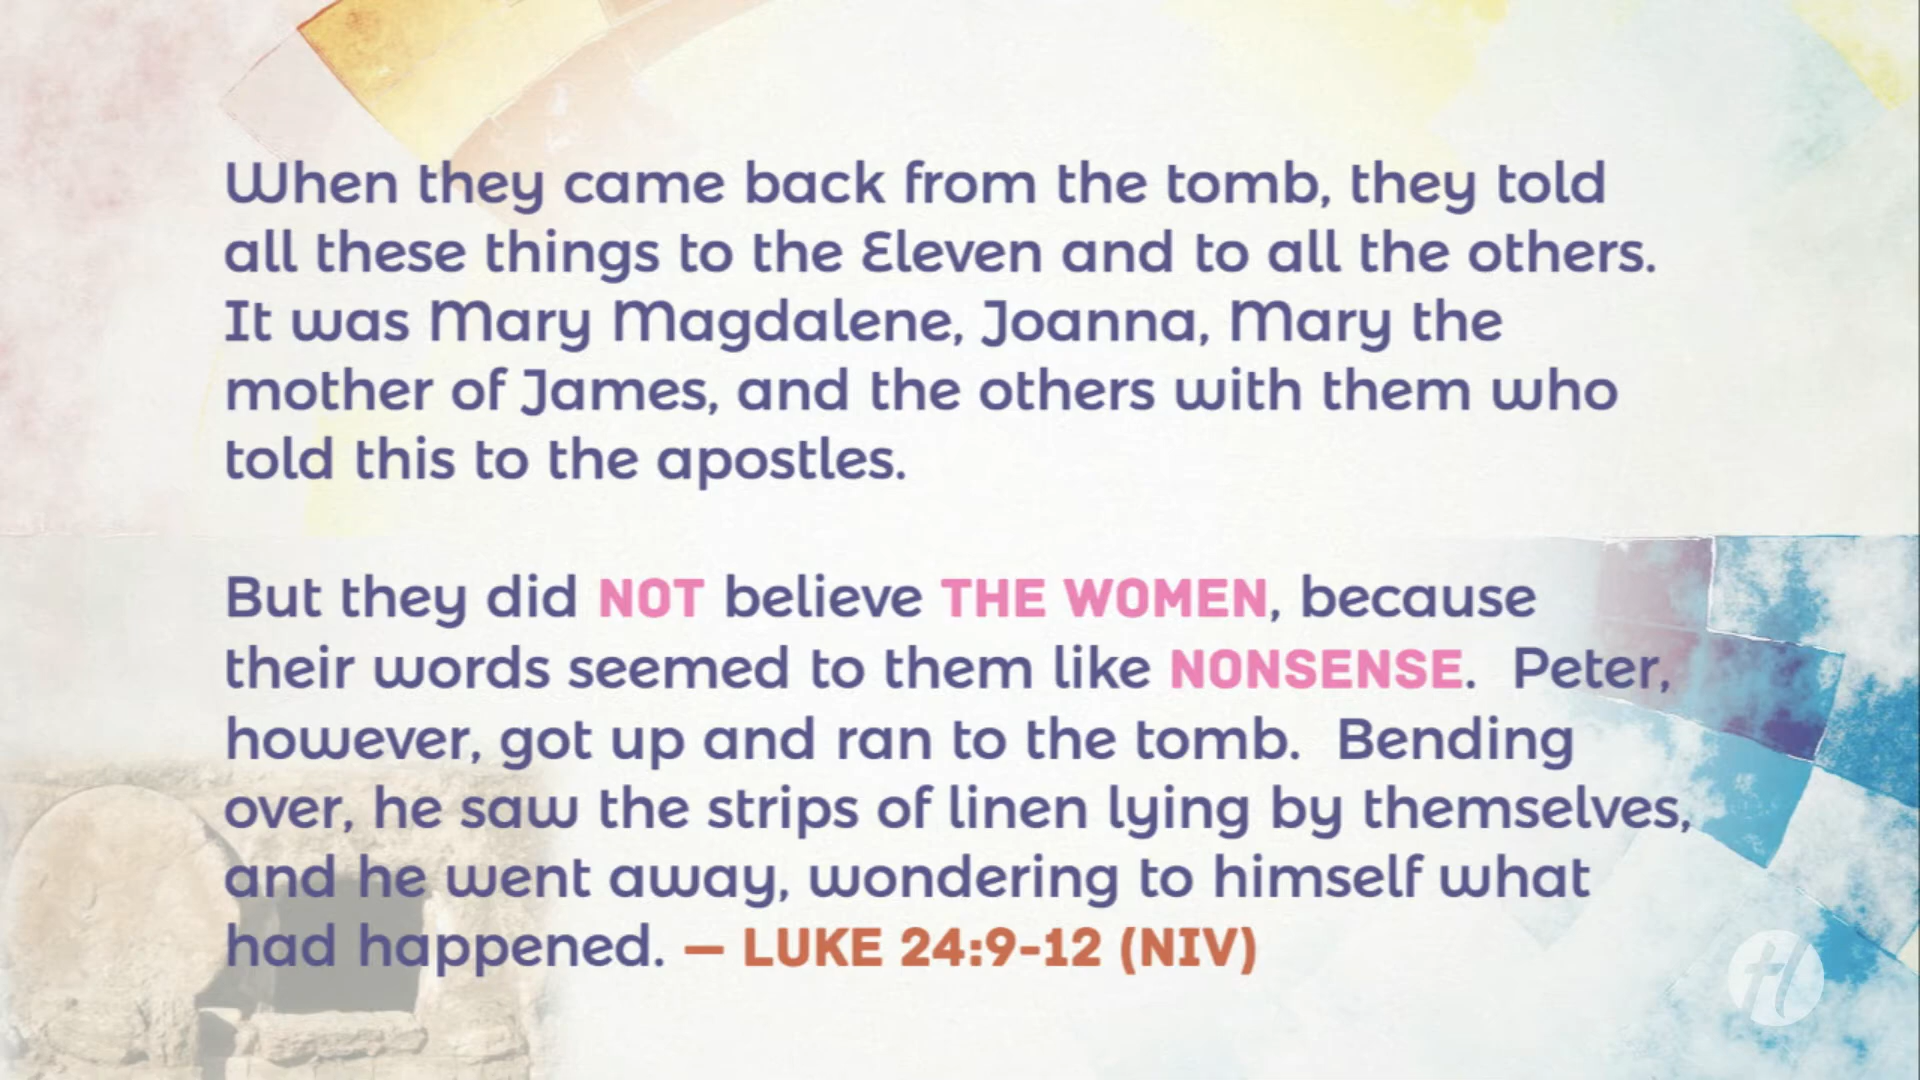 When they came back from the tomb, they told
all these things to the Eleven and to all the others.
It was Mary Magdalene, Joanna, Mary the
mother of James, and the others with them who
told this to the apostles.
But they did NOT believe THE WOMEN, because
their words seemed to them like NONSENSE.  Peter,
however, got up and ran to the tomb.  Bending
over, he saw the strips of linen lying by themselves,
and he went away, wondering to himself what
had happened. — LUKE 24:9-12 (NIV)